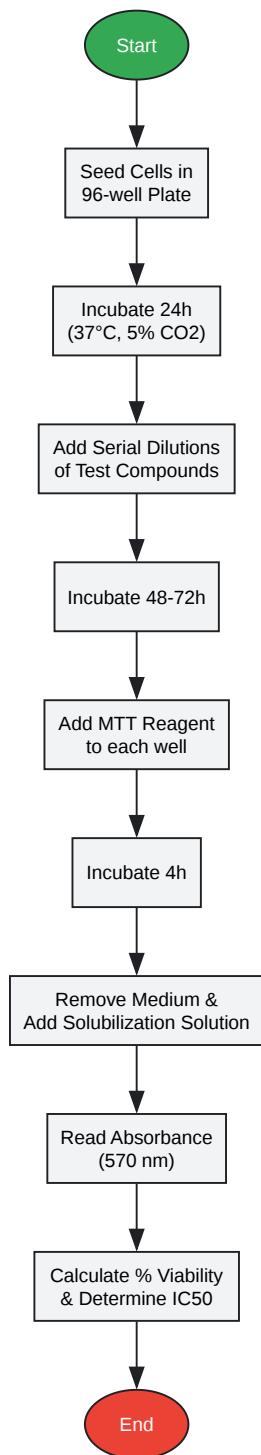 Start
Seed Cells in
96-well Plate
Incubate 24h
(37°C, 5% CO2)
Add Serial Dilutions
of Test Compounds
Incubate 48-72h
Add MTT Reagent
to each well
Incubate 4h
Remove Medium &
Add Solubilization Solution
Read Absorbance
(570 nm)
Calculate % Viability
& Determine IC50
End